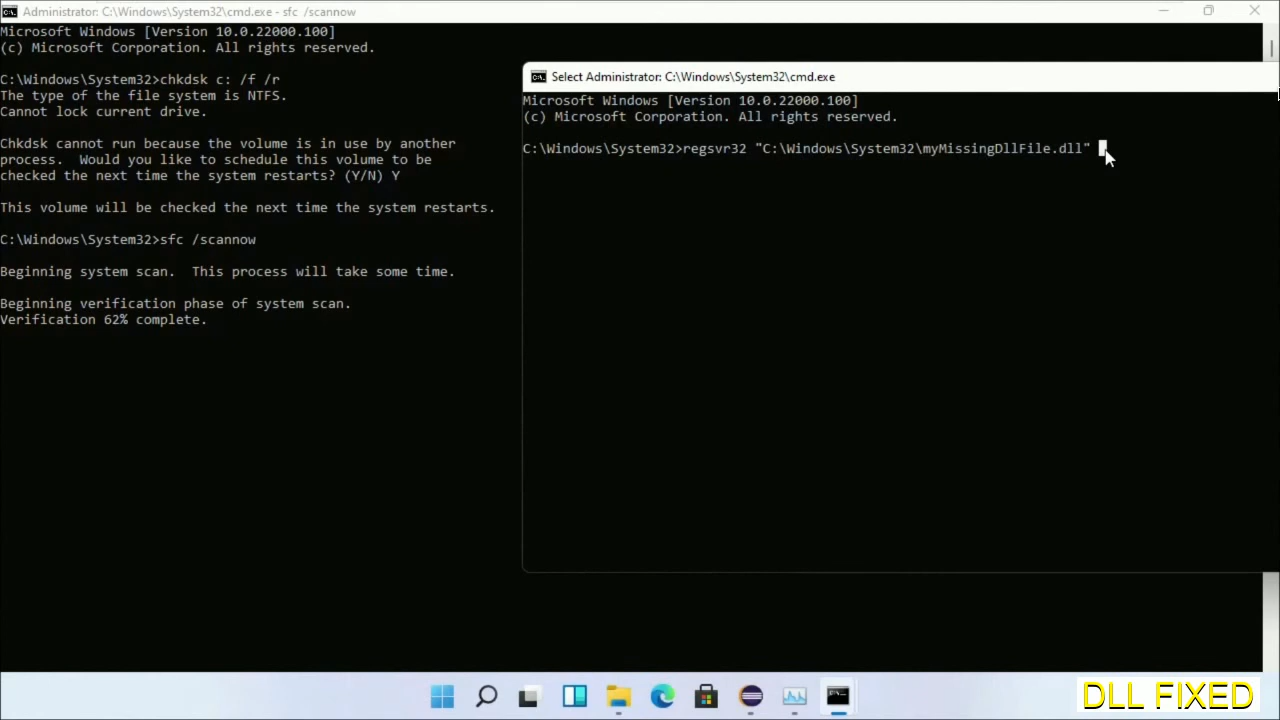 Administrator: C:\Windows\System32\cmd.exe - sfc /scannow
Microsoft Windows [Version 10.0.22000.100]
(c) Microsoft Corporation. All rights reserved.
C:\Windows\System32>chkdsk c: /f /r
The type of the file system is NTFS.
Cannot lock current drive.
Chkdsk cannot run because the volume is in use by another
process.  Would you like to schedule this volume to be
checked the next time the system restarts? (Y/N) Y
This volume will be checked the next time the system restarts.
C:\Windows\System32>sfc /scannow
Beginning system scan.  This process will take some time.
Beginning verification phase of system scan.
Verification 62% complete.
Select Administrator: C:\Windows\System32\cmd.exe
Microsoft Windows [Version 10.0.22000.100]
(c) Microsoft Corporation. All rights reserved.
C:\Windows\System32>regsvr32 "C:\Windows\System32\myMissingDllFile.dll"
DLL FIXED